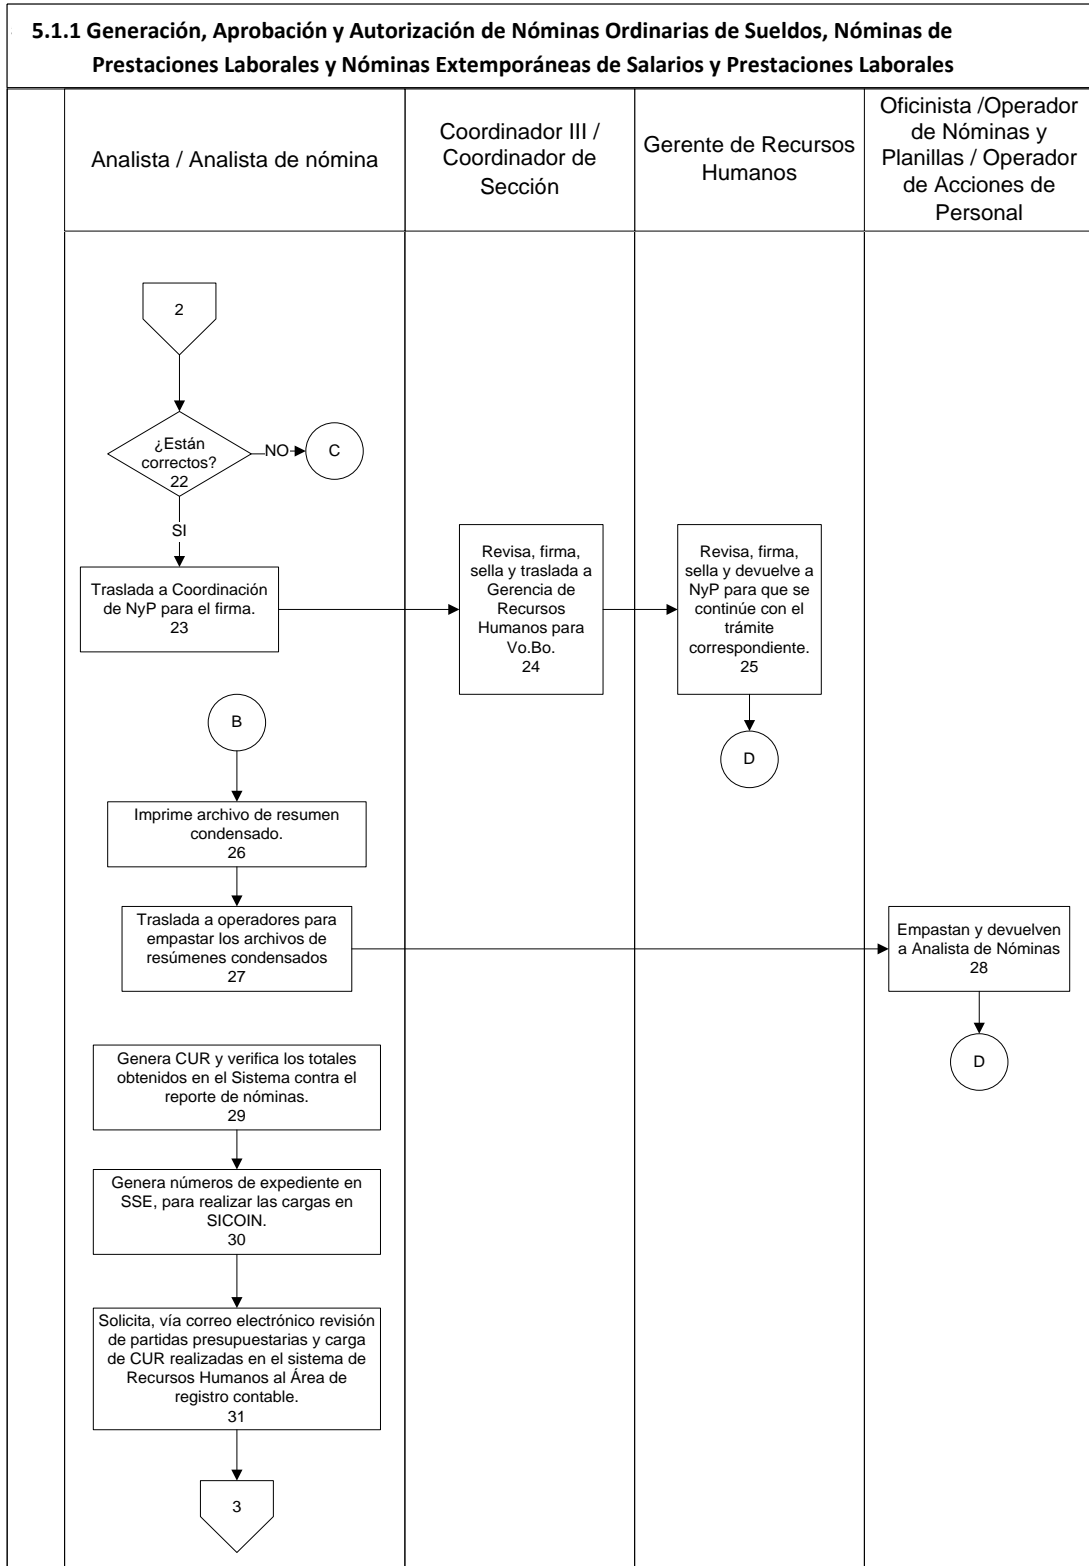 5.1.1 Generación, Aprobación y Autorización de Nóminas Ordinarias de Sueldos, Nóminas de
Prestaciones Laborales y Nóminas Extemporáneas de Salarios y Prestaciones Laborales
Analista / Analista de nómina
Coordinador III /
Coordinador de
Sección
Gerente de Recursos
Humanos
Oficinista /Operador
de Nóminas y
Planillas / Operador
de Acciones de
Personal
2
¿Están
correctos?
22
NO
C
SI
Traslada a Coordinación
de NyP para el firma.
23
Revisa, firma,
sella y traslada a
Gerencia de
Recursos
Humanos para
Vo.Bo.
24
Revisa, firma,
sella y devuelve a
NyP para que se
continúe con el
trámite
correspondiente.
25
D
B
Imprime archivo de resumen
condensado.
26
Traslada a operadores para
empastar los archivos de
resúmenes condensados
27
Empastan y devuelven
a Analista de Nóminas
28
D
Genera CUR y verifica los totales
obtenidos en el Sistema contra el
reporte de nóminas.
29
Genera números de expediente en
SSE, para realizar las cargas en
SICOIN.
30
Solicita, vía correo electrónico revisión
de partidas presupuestarias y carga
de CUR realizadas en el sistema de
Recursos Humanos al Área de
registro contable.
31
3